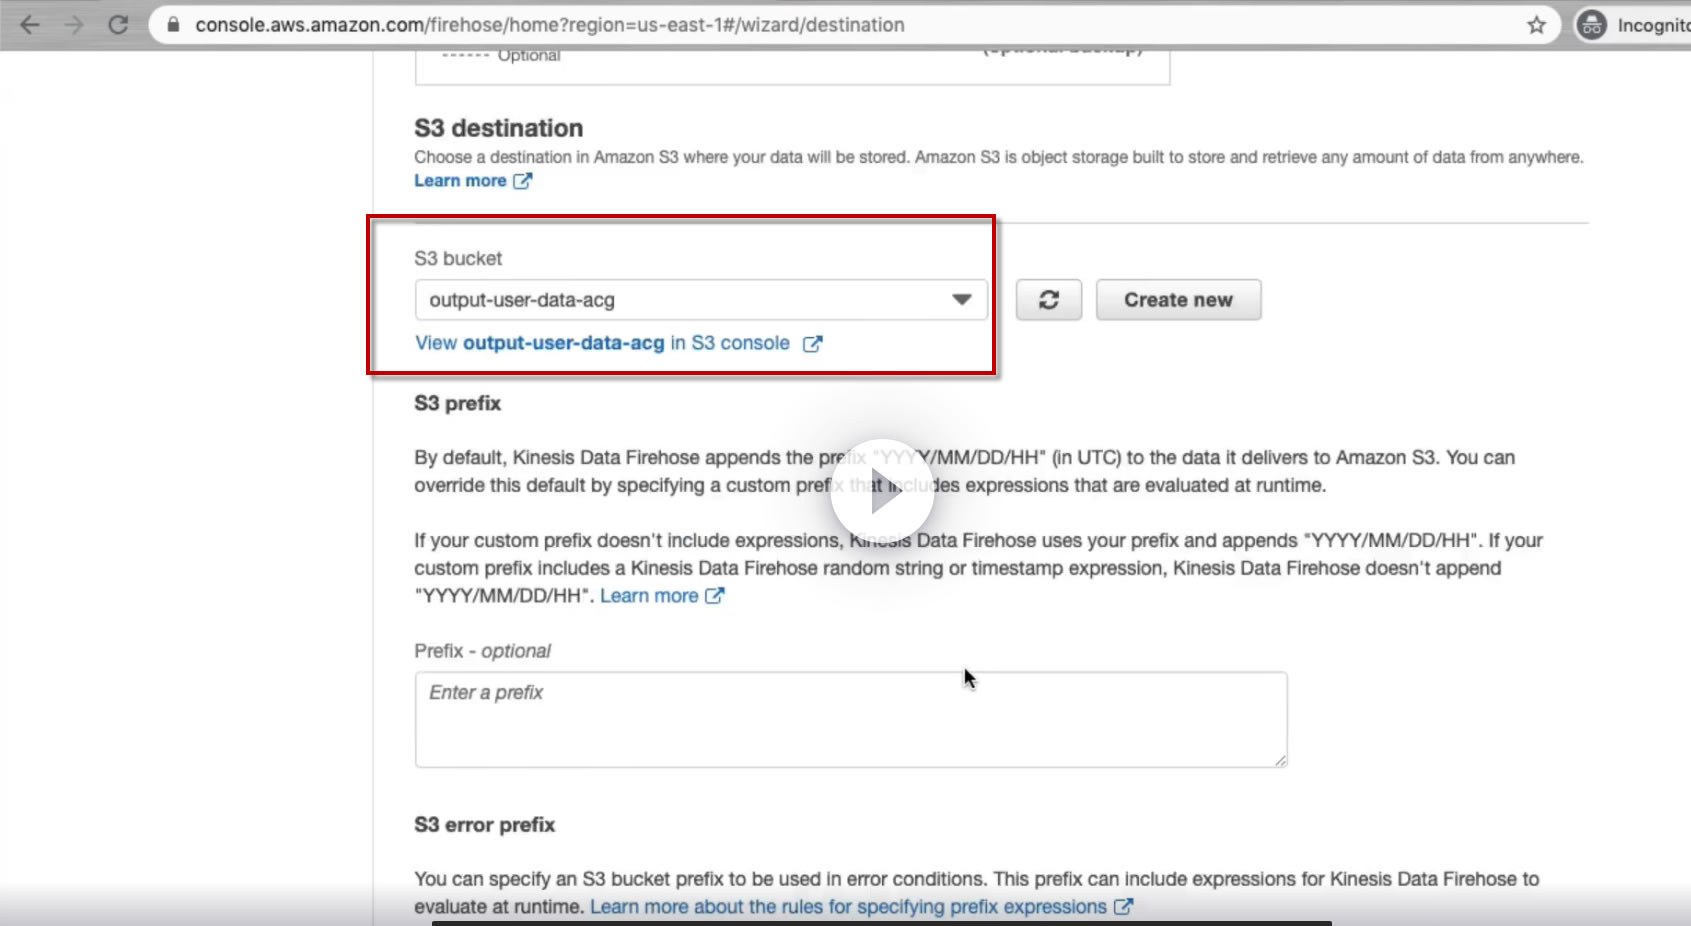 console.aws.amazon.com/firehose/home?region=us-east-1#/wizard/destination
Incognito
------ Optional
(optional backup)
S3 destination
Choose a destination in Amazon S3 where your data will be stored. Amazon S3 is object storage built to store and retrieve any amount of data from anywhere.
Learn more
S3 bucket
output-user-data-acg
Create new
View output-user-data-acg in S3 console
S3 prefix
By default, Kinesis Data Firehose appends the prefix "YYYY/MM/DD/HH" (in UTC) to the data it delivers to Amazon S3. You can
override this default by specifying a custom prefix that includes expressions that are evaluated at runtime.
If your custom prefix doesn't include expressions, Kinesis Data Firehose uses your prefix and appends "YYYY/MM/DD/HH". If your
custom prefix includes a Kinesis Data Firehose random string or timestamp expression, Kinesis Data Firehose doesn't append
"YYYY/MM/DD/HH". Learn more
Prefix - optional
Enter a prefix
S3 error prefix
You can specify an S3 bucket prefix to be used in error conditions. This prefix can include expressions for Kinesis Data Firehose to
evaluate at runtime. Learn more about the rules for specifying prefix expressions